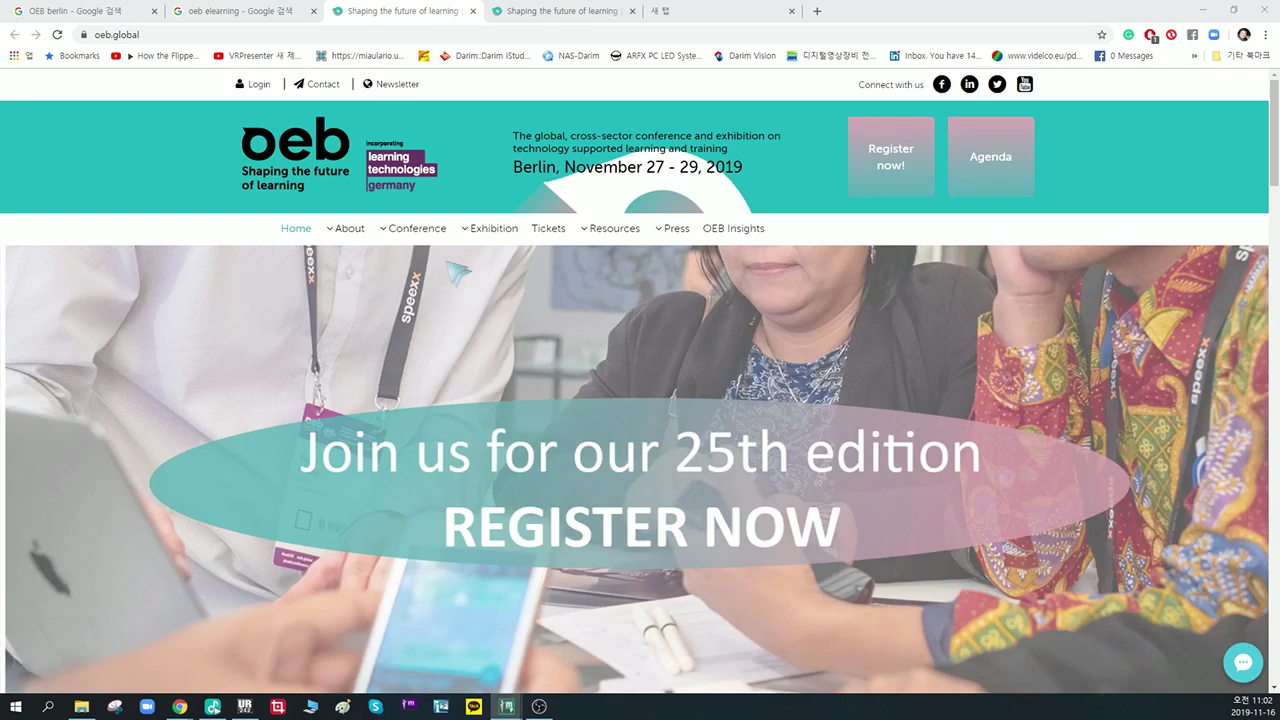 OEB berlin - Google 검색
oeb elearning - Google 검색
Shaping the future of learning
Shaping the future of learning
새 탭
oeb.global
앱
Bookmarks
How the Flippe...
VRPresenter 새 제...
https://miaulario.u...
Darim::Darim iStud...
NAS-Darim
ARFX PC LED Syste...
Darim Vision
디지털영상장비 전...
Inbox. You have 14...
www.videlco.eu/pd...
0 Messages
»
기타 북마크
Login | Contact | Newsletter
Connect with us
oeb
Shaping the future
of learning
Incorporating
learning
technologies
germany
The global, cross-sector conference and exhibition on
technology supported learning and training
Berlin, November 27 - 29, 2019
Register
now!
Agenda
Home About Conference Exhibition Tickets Resources Press OEB Insights
speexx
speexx
speexx
Join us for our 25th edition
REGISTER NOW
오전 11:02
2019-11-16